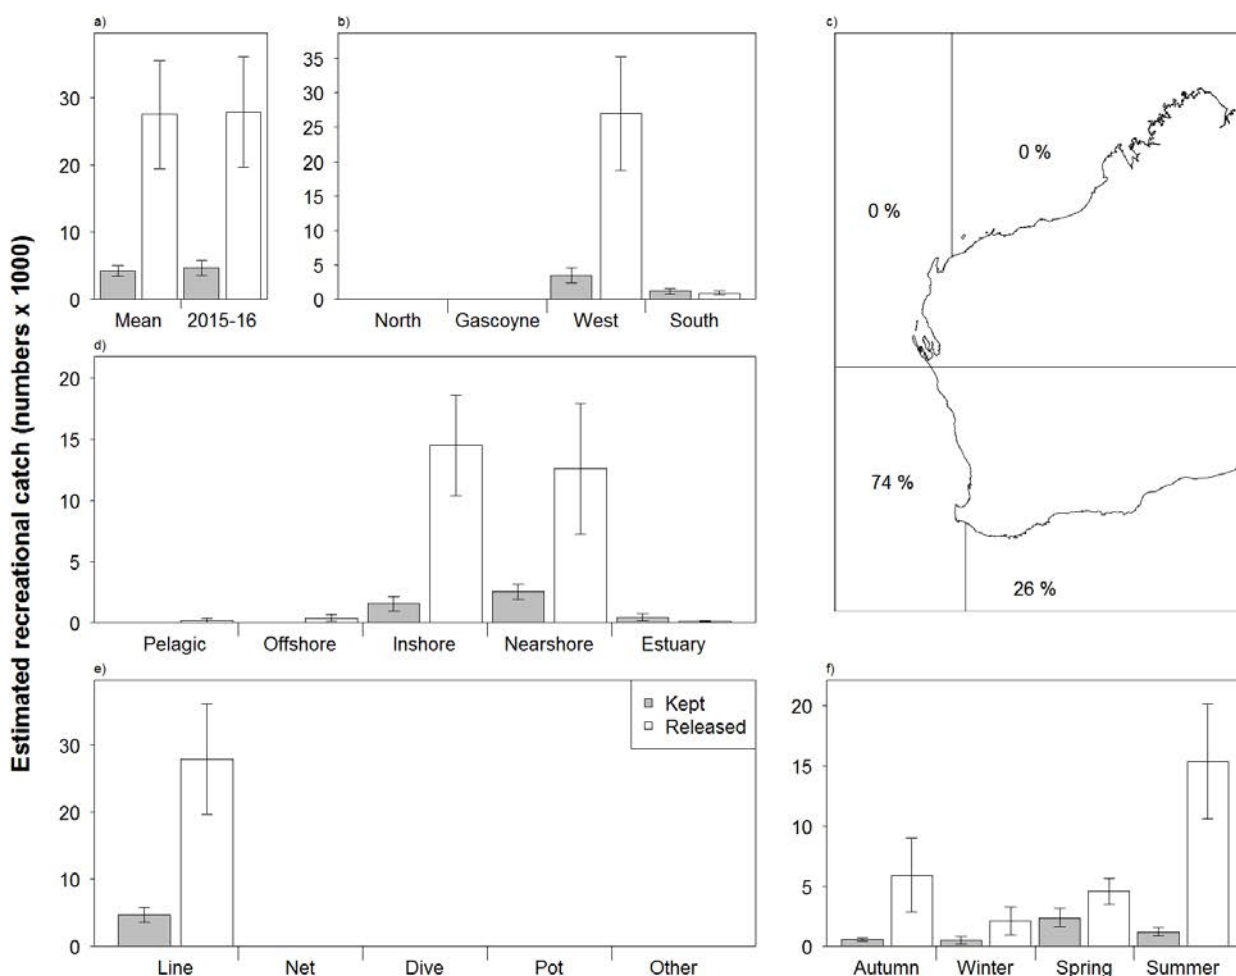 Estimated recreational catch (numbers x 1000)
a)
30
20
10
0
Mean 2015-16
b)
35
30
25
20
15
10
5
0
North Gascoyne West South
c)
0 %
0 %
74 %
26 %
d)
20
15
10
5
0
Pelagic Offshore Inshore Nearshore Estuary
e)
30
20
10
0
Kept
Released
Line Net Dive Pot Other
f)
20
15
10
5
0
Autumn Winter Spring Summer